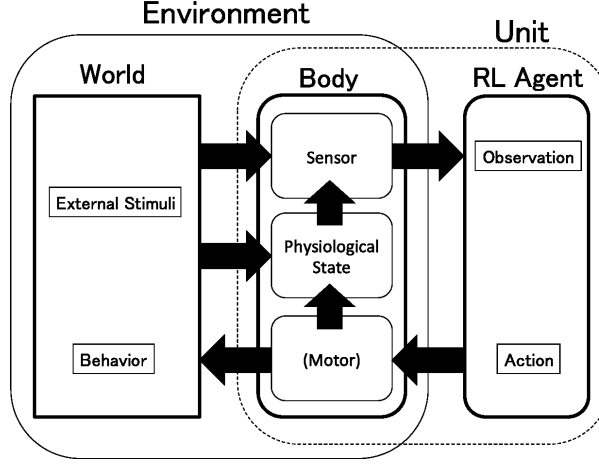 Environment
Unit
World
Body
RL Agent
Sensor
Observation
External Stimuli
Physiological
State
Behavior
(Motor)
Action